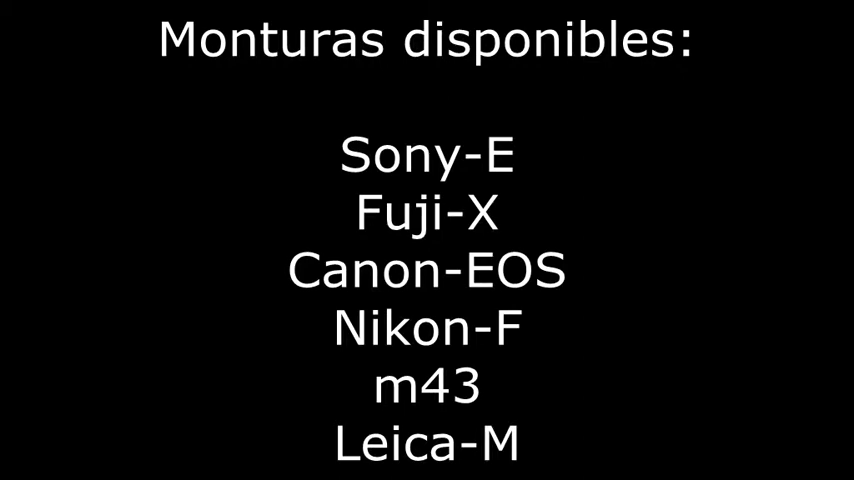 Monturas disponibles:
Sony-E
Fuji-X
Canon-EOS
Nikon-F
m43
Leica-M